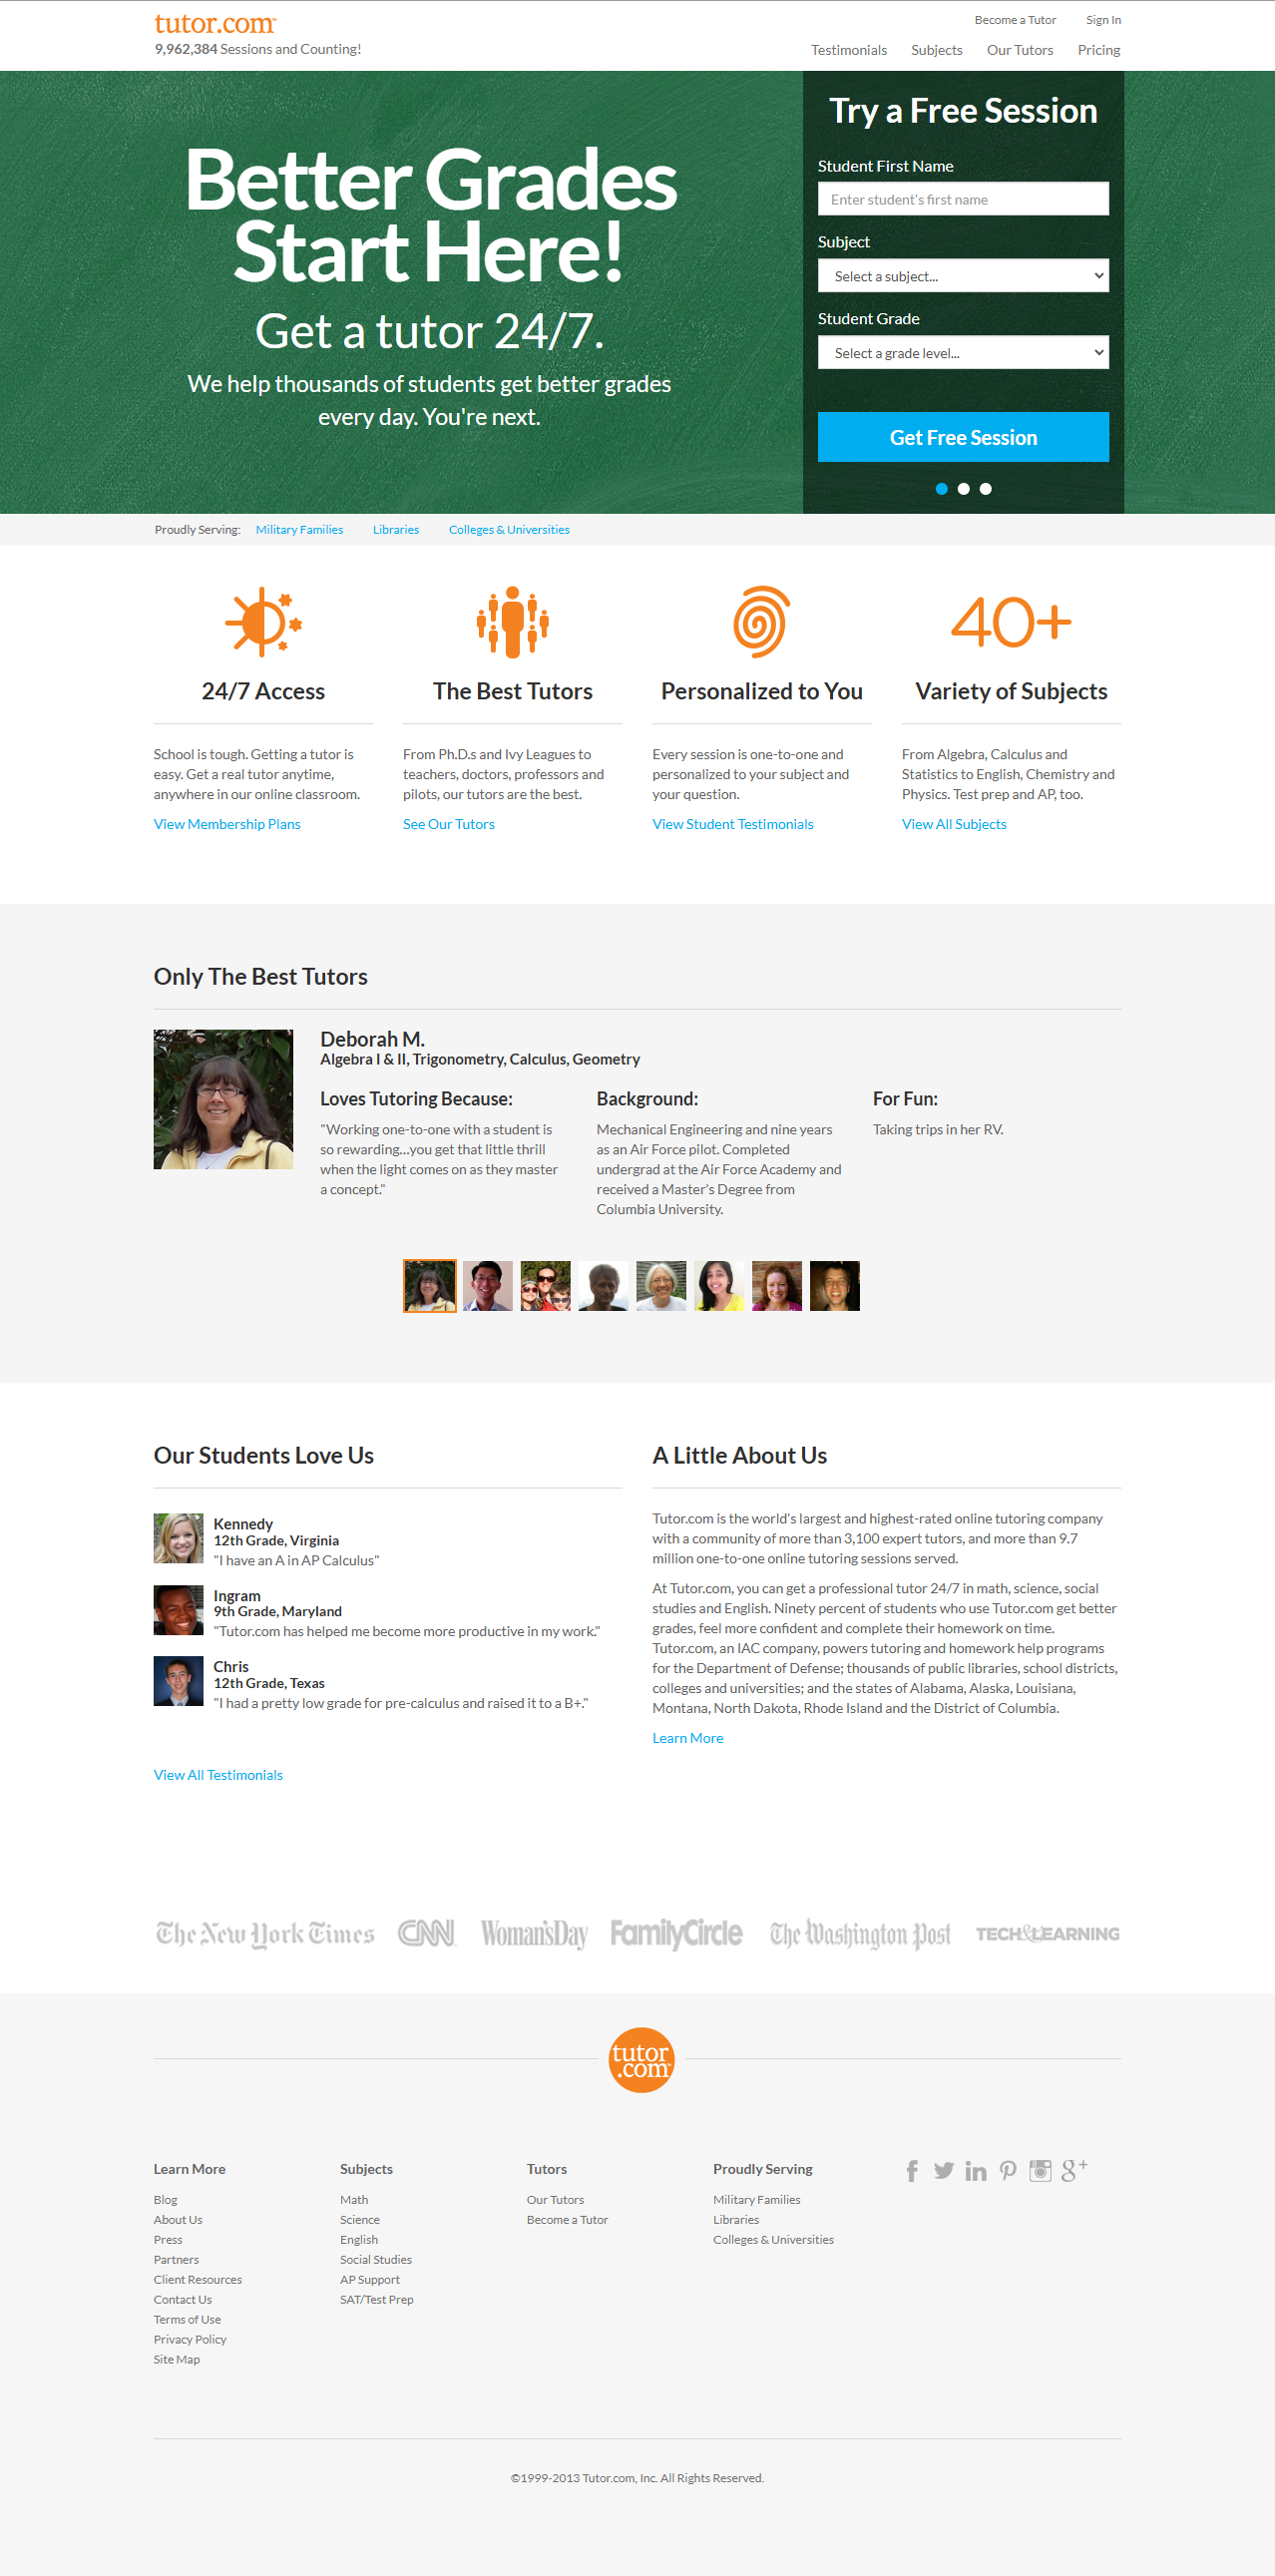 tutor.com
9,962,384 Sessions and Counting!
Become a Tutor Sign In
Testimonials Subjects Our Tutors Pricing
Better Grades
Start Here!
Get a tutor 24/7.
We help thousands of students get better grades
every day. You're next.
Try a Free Session
Student First Name
Enter student's first name
Subject
Select a subject...
Student Grade
Select a grade level...
Get Free Session
Proudly Serving: Military Families Libraries Colleges & Universities
24/7 Access
School is tough. Getting a tutor is
easy. Get a real tutor anytime,
anywhere in our online classroom.
View Membership Plans
The Best Tutors
From Ph.D.s and Ivy Leagues to
teachers, doctors, professors and
pilots, our tutors are the best.
See Our Tutors
Personalized to You
Every session is one-to-one and
personalized to your subject and
your question.
View Student Testimonials
40+
Variety of Subjects
From Algebra, Calculus and
Statistics to English, Chemistry and
Physics. Test prep and AP, too.
View All Subjects
Only The Best Tutors
Deborah M.
Algebra I & II, Trigonometry, Calculus, Geometry
Loves Tutoring Because:
"Working one-to-one with a student is
so rewarding...you get that little thrill
when the light comes on as they master
a concept."
Background:
Mechanical Engineering and nine years
as an Air Force pilot. Completed
undergrad at the Air Force Academy and
received a Master's Degree from
Columbia University.
For Fun:
Taking trips in her RV.
Our Students Love Us
Kennedy
12th Grade, Virginia
"I have an A in AP Calculus"
Ingram
9th Grade, Maryland
"Tutor.com has helped me become more productive in my work."
Chris
12th Grade, Texas
"I had a pretty low grade for pre-calculus and raised it to a B+."
View All Testimonials
A Little About Us
Tutor.com is the world's largest and highest-rated online tutoring company
with a community of more than 3,100 expert tutors, and more than 9.7
million one-to-one online tutoring sessions served.
At Tutor.com, you can get a professional tutor 24/7 in math, science, social
studies and English. Ninety percent of students who use Tutor.com get better
grades, feel more confident and complete their homework on time.
Tutor.com, an IAC company, powers tutoring and homework help programs
for the Department of Defense; thousands of public libraries, school districts,
colleges and universities; and the states of Alabama, Alaska, Louisiana,
Montana, North Dakota, Rhode Island and the District of Columbia.
Learn More
The New York Times CNN Woman'sDay FamilyCircle The Washington Post TECH&LEARNING
tutor
.com
Learn More
Blog
About Us
Press
Partners
Client Resources
Contact Us
Terms of Use
Privacy Policy
Site Map
Subjects
Math
Science
English
Social Studies
AP Support
SAT/Test Prep
Tutors
Our Tutors
Become a Tutor
Proudly Serving
Military Families
Libraries
Colleges & Universities
f in g+
©1999-2013 Tutor.com, Inc. All Rights Reserved.